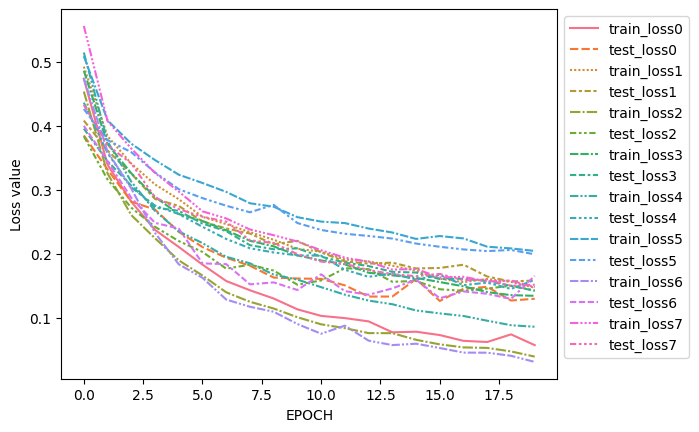 0.5
0.4
0.3
0.2
0.1
Loss value
0.0
2.5
5.0
7.5
10.0
12.5
15.0
17.5
EPOCH
train_loss0
test_loss0
train_loss1
test_loss1
train_loss2
test_loss2
train_loss3
test_loss3
train_loss4
test_loss4
train_loss5
test_loss5
train_loss6
test_loss6
train_loss7
test_loss7